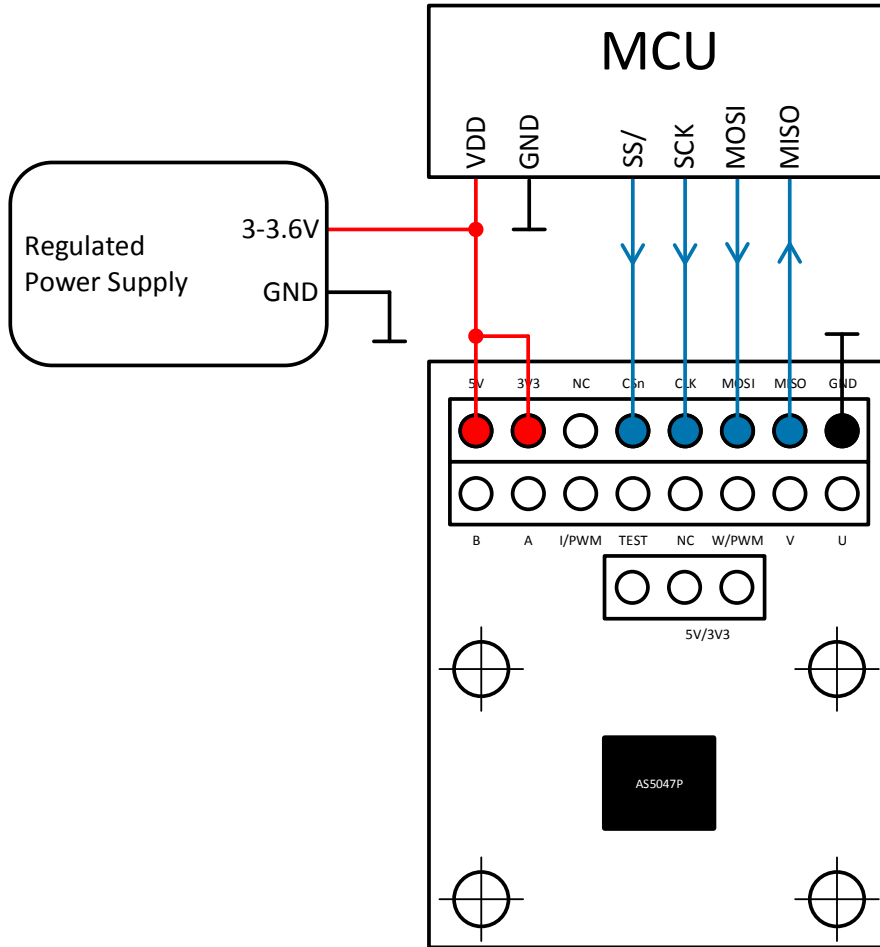 MCU
VDD
GND
SS/
SCK
MOSI
MISO
Regulated
Power Supply
3-3.6V
GND
5V 3V3 NC CSn CLK MOSI MISO GND
B A I/PWM TEST NC W/PWM V U
5V/3V3
AS5047P